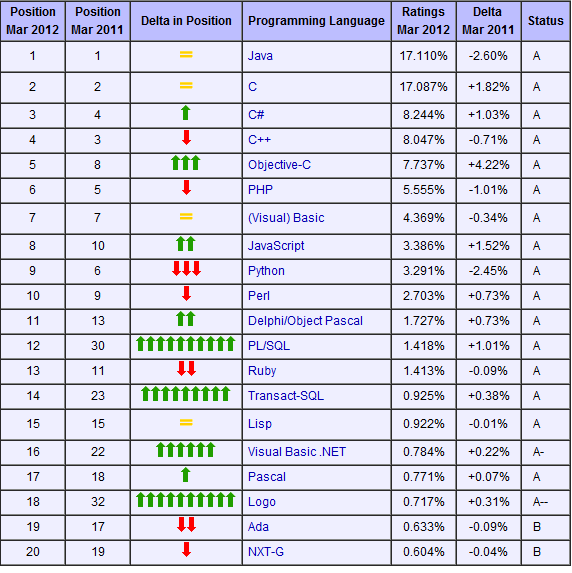 Position Mar 2012 Position Mar 2011 Delta in Position Programming Language Ratings Mar 2012 Delta Mar 2011 Status
1 1 Java 17.110% -2.60% A
2 2 C 17.087% +1.82% A
3 4 C# 8.244% +1.03% A
4 3 C++ 8.047% -0.71% A
5 8 Objective-C 7.737% +4.22% A
6 5 PHP 5.555% -1.01% A
7 7 (Visual) Basic 4.369% -0.34% A
8 10 JavaScript 3.386% +1.52% A
9 6 Python 3.291% -2.45% A
10 9 Perl 2.703% +0.73% A
11 13 Delphi/Object Pascal 1.727% +0.73% A
12 30 PL/SQL 1.418% +1.01% A
13 11 Ruby 1.413% -0.09% A
14 23 Transact-SQL 0.925% +0.38% A
15 15 Lisp 0.922% -0.01% A
16 22 Visual Basic .NET 0.784% +0.22% A-
17 18 Pascal 0.771% +0.07% A
18 32 Logo 0.717% +0.31% A--
19 17 Ada 0.633% -0.09% B
20 19 NXT-G 0.604% -0.04% B